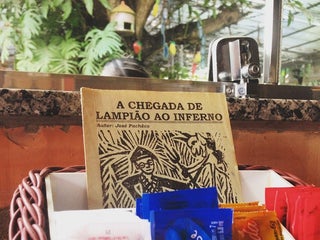 A CHEGADA DE
LAMPIÃO AO INFERNO
Autor: José Pacheco